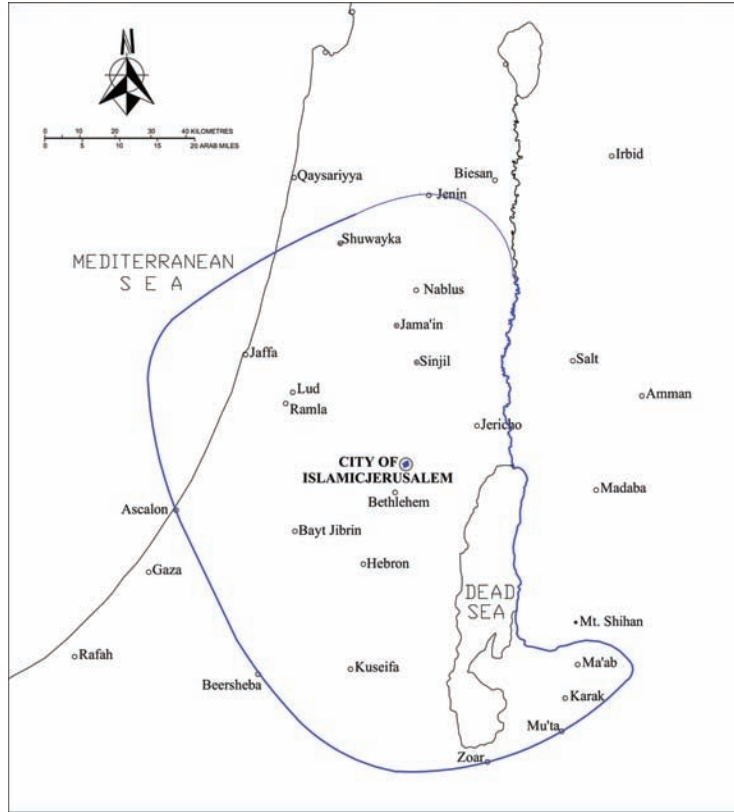 N
0 10 20 30 40 KILOMETRES
0 5 10 15 20 ARAB MILES
Irbid
Qaysariyya
Biesan
Jenin
Shuwayka
MEDITERRANEAN
SEA
Nablus
Jama'in
Jaffa
Sinjil
Salt
Lud
Amman
Ramla
Jericho
CITY OF
ISLAMICJERUSALEM
Bethlehem
Madaba
Ascalon
Bayt Jibrin
Gaza
Hebron
DEAD
SEA
Mt. Shihan
Rafah
Kuseifa
Ma'ab
Beersheba
Karak
Mu'ta
Zoar